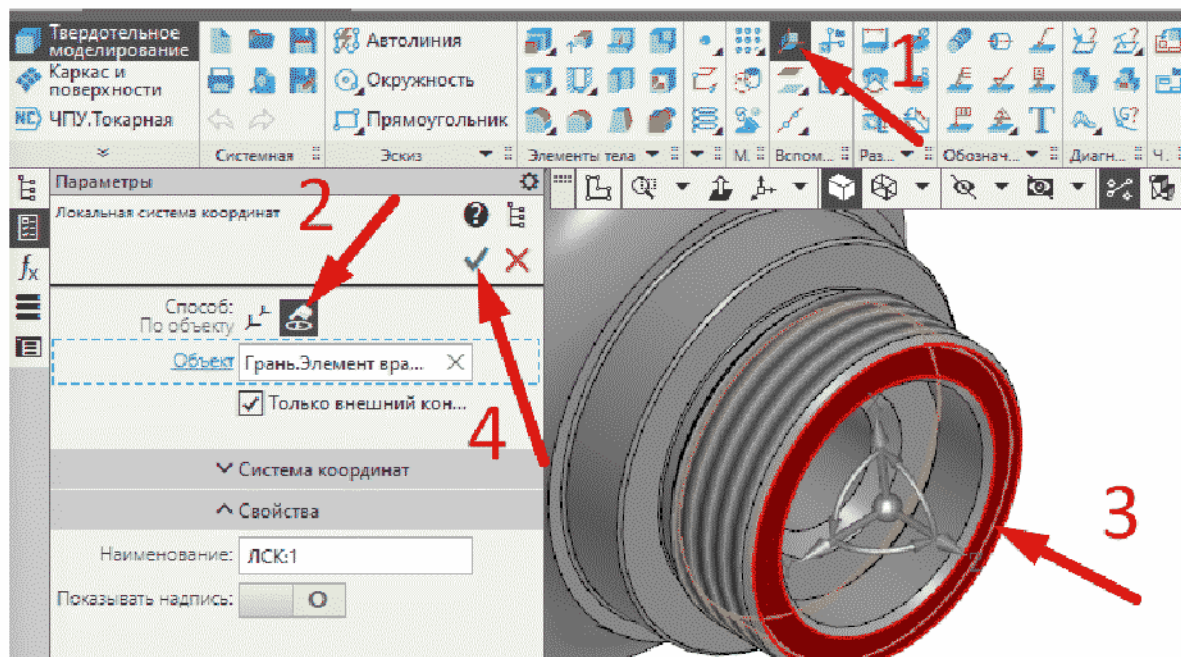 Твердотельное
моделирование
Каркас и
поверхности
NC ЧПУ.Токарная
Автолиния
Окружность
Прямоугольник
Системная
Эскиз
Элементы тела
М.
Вспом...
Раз...
Обознач...
Диагн...
Ч.
1
Параметры
Локальная система координат
2
Способ:
По объекту
Объект
Грань.Элемент вра...
Только внешний кон...
4
Система координат
Свойства
Наименование:
ЛСК:1
Показывать надпись:
3